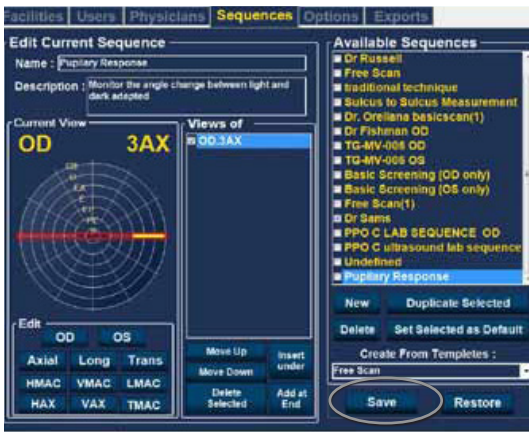 Facilities Users Physicians Sequences Options Exports
Edit Current Sequence
Name : Pupilary Response
Description : Monitor the angle change between light and
dark adapted
Current View
OD 3AX
Views of
OD.3AX
Edit
OD OS
Axial Long Trans
HMAC VMAC LMAC
HAX VAX TMAC
Move Up
Move Down
Insert
under
Delete
Selected
Add at
End
Available Sequences
Dr Russell
Free Scan
traditional technique
Sulcus to Sulcus Measurement
Dr. Orellana basicscan(1)
Dr Fishman OD
TG-MV-006 OD
TG-MV-006 OS
Basic Screening (OD only)
Basic Screening (OS only)
Free Scan(1)
Dr Sams
PPO C LAB SEQUENCE OD
PPO C ultrasound lab sequence
Undefined
Pupilary Response
New Duplicate Selected
Delete Set Selected as Default
Create From Templates :
Free Scan
Save Restore